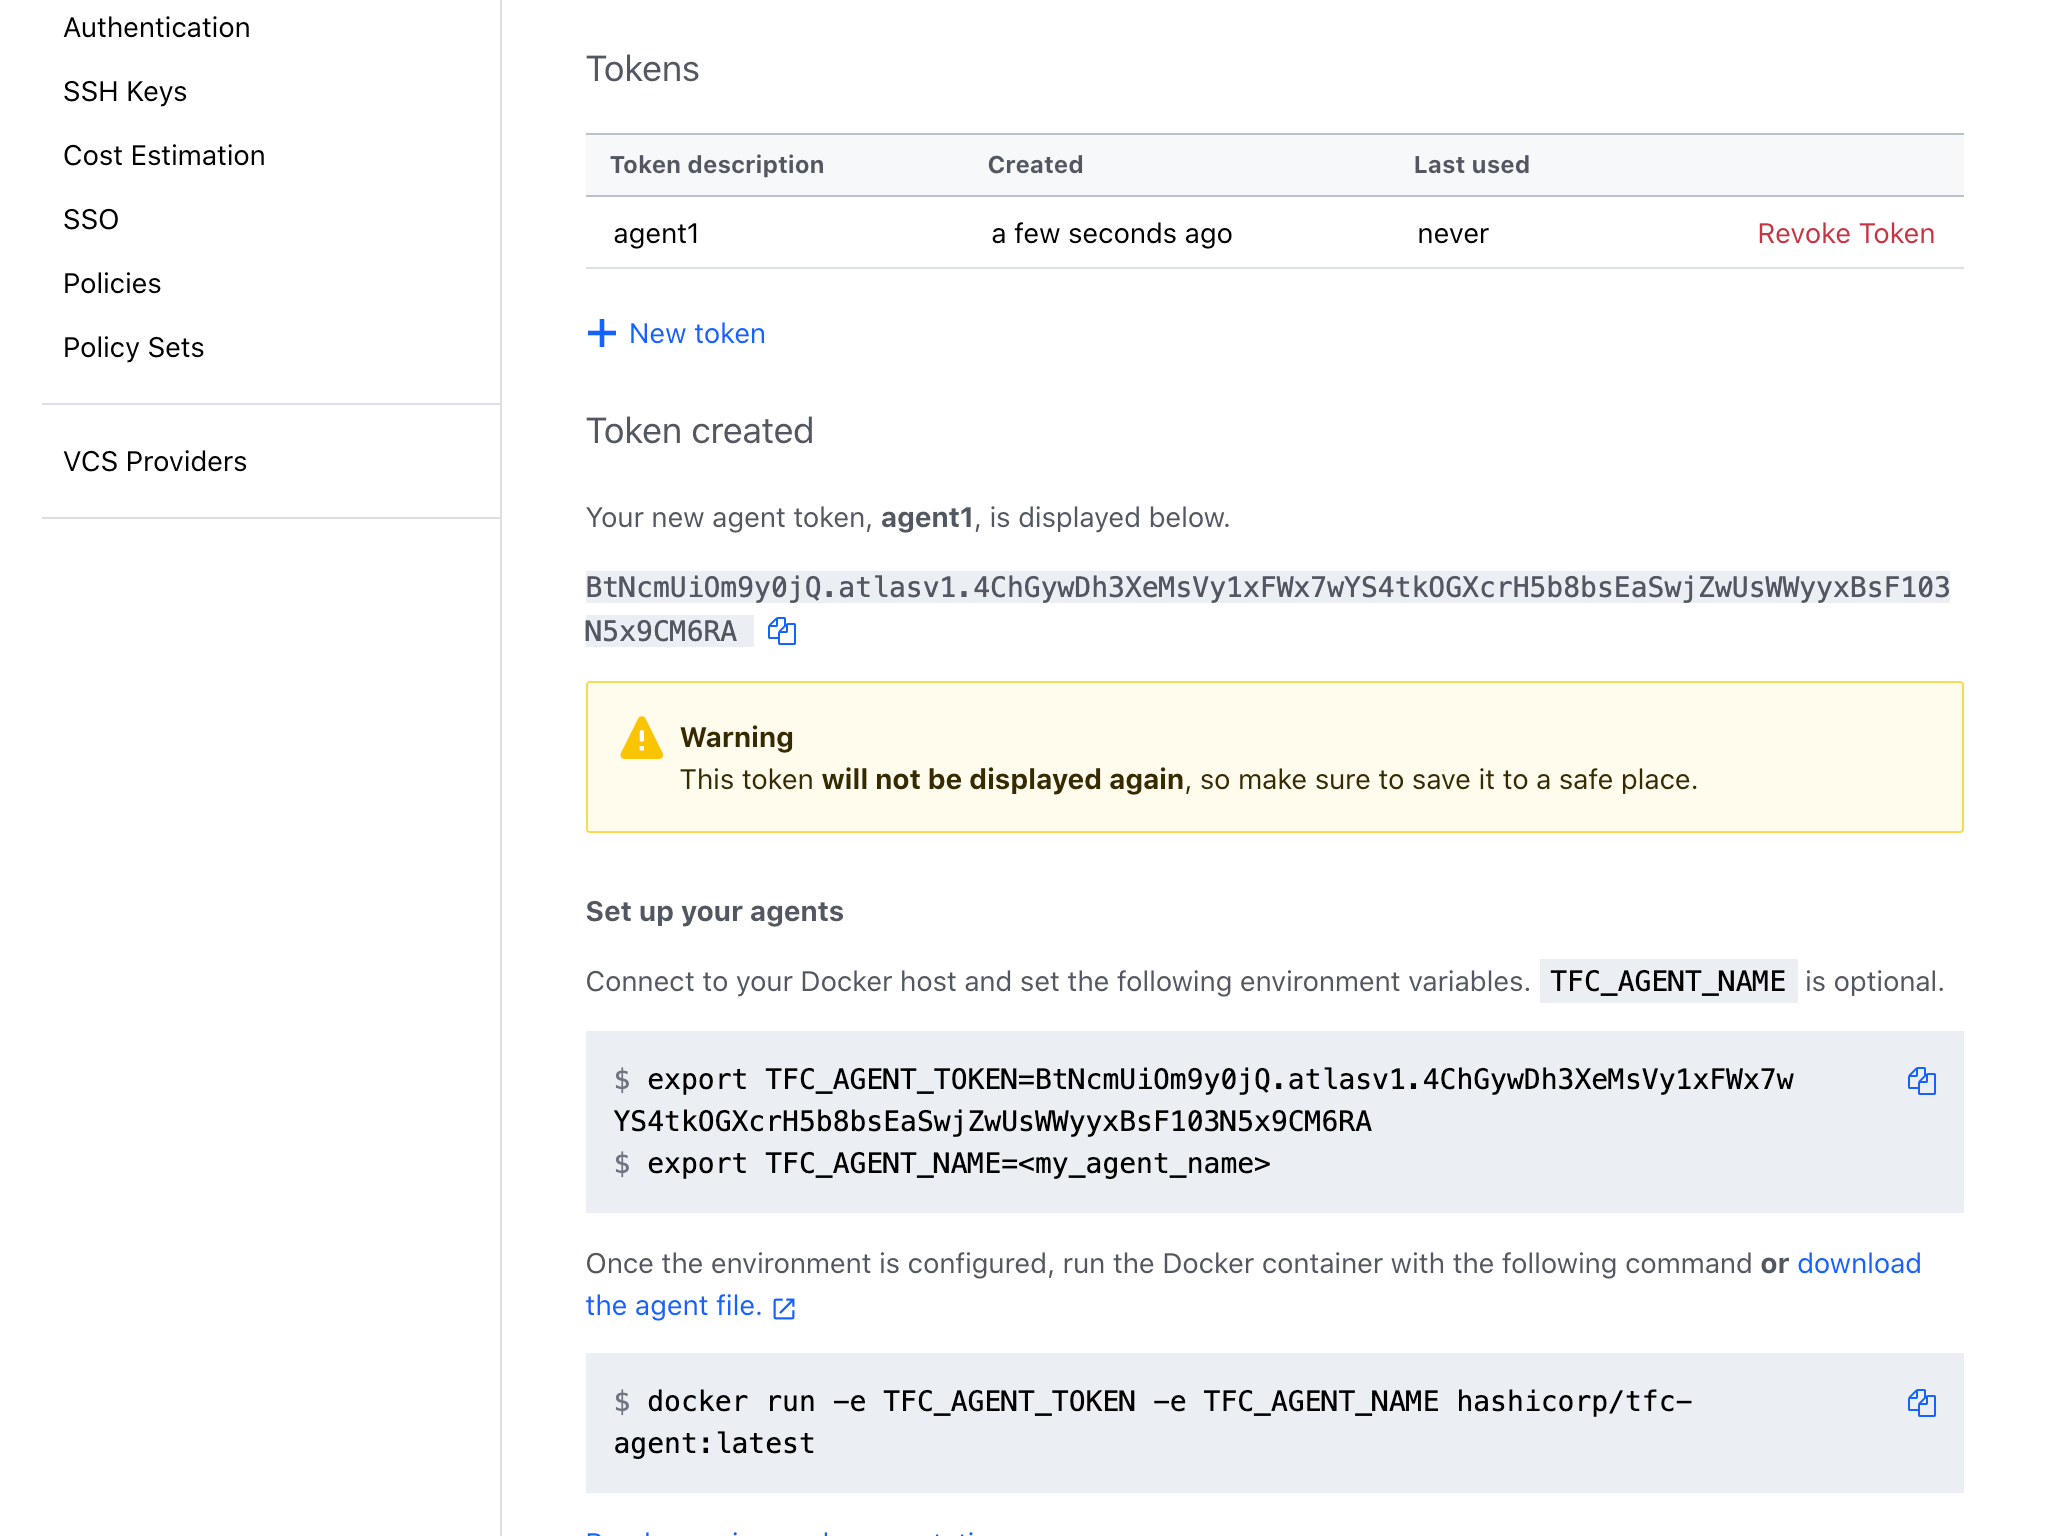 Authentication
SSH Keys
Cost Estimation
SSO
Policies
Policy Sets
VCS Providers
Tokens
Token description Created Last used
agent1 a few seconds ago never Revoke Token
New token
Token created
Your new agent token, agent1, is displayed below.
BtNcmUiOm9y0jQ.atlasv1.4ChGywDh3XeMsVy1xFWx7wYS4tkOGXcrH5b8bsEaSwjZwUsWWyyxBsF103
N5x9CM6RA
Warning
This token will not be displayed again, so make sure to save it to a safe place.
Set up your agents
Connect to your Docker host and set the following environment variables. TFC_AGENT_NAME is optional.
$ export TFC_AGENT_TOKEN=BtNcmUiOm9y0jQ.atlasv1.4ChGywDh3XeMsVy1xFWx7w
YS4tkOGXcrH5b8bsEaSwjZwUsWWyyxBsF103N5x9CM6RA
$ export TFC_AGENT_NAME=<my_agent_name>
Once the environment is configured, run the Docker container with the following command or download
the agent file.
$ docker run -e TFC_AGENT_TOKEN -e TFC_AGENT_NAME hashicorp/tfc-
agent:latest